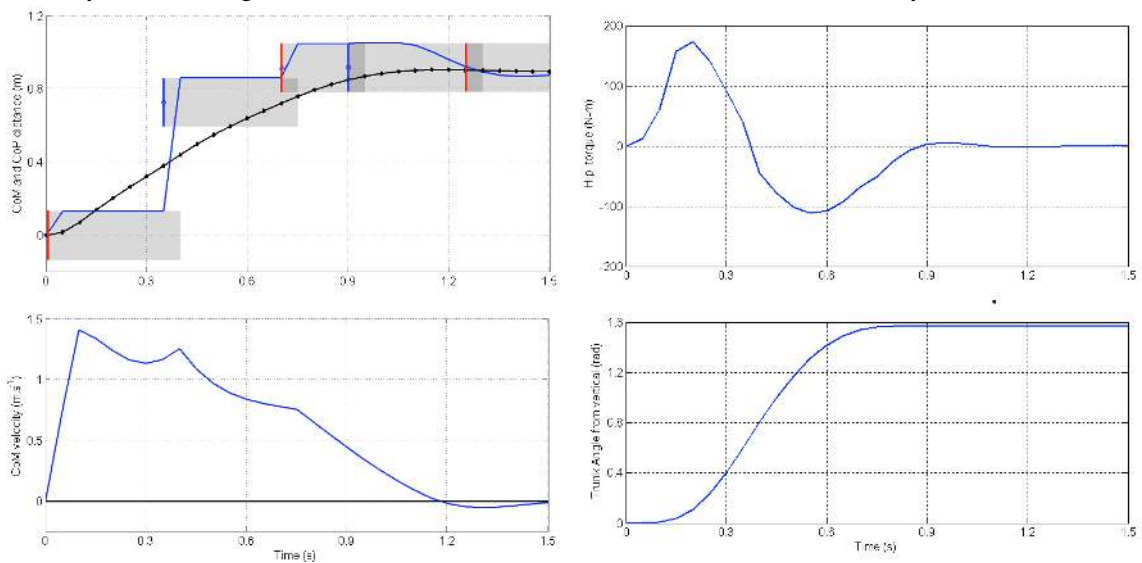 CoM and CoP distance (m)
1.2
0.8
0.4
0
0 0.3 0.6 0.9 1.2 1.5
Hip torque (N-m)
200
100
0
-100
-200
0 0.3 0.6 0.9 1.2 1.5
CoM velocity (m.s⁻¹)
1.5
1
0.5
0
0 0.3 0.6 0.9 1.2 1.5
Time (s)
Trunk Angle from vertical (rad)
1.2
0.8
0.4
0
0 0.3 0.6 0.9 1.2 1.5
Time (s)